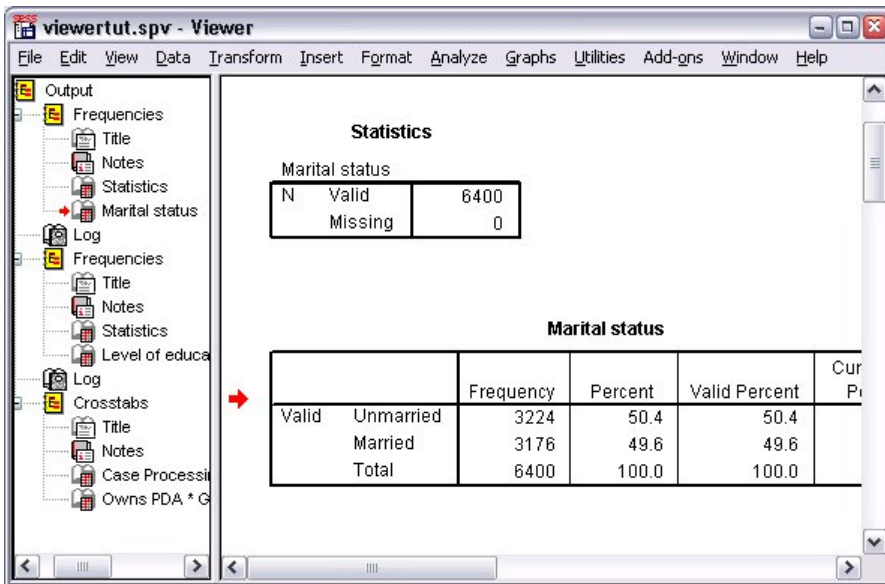 viewertut.spv - Viewer
File Edit View Data Transform Insert Format Analyze Graphs Utilities Add-ons Window Help
Output
Frequencies
Title
Notes
Statistics
Marital status
Log
Frequencies
Title
Notes
Statistics
Level of educa
Log
Crosstabs
Title
Notes
Case Processi
Owns PDA * G
Statistics
Marital status
N Valid 6400
Missing 0
Marital status
Frequency Percent Valid Percent Cur
P
Valid Unmarried 3224 50.4 50.4
Married 3176 49.6 49.6
Total 6400 100.0 100.0